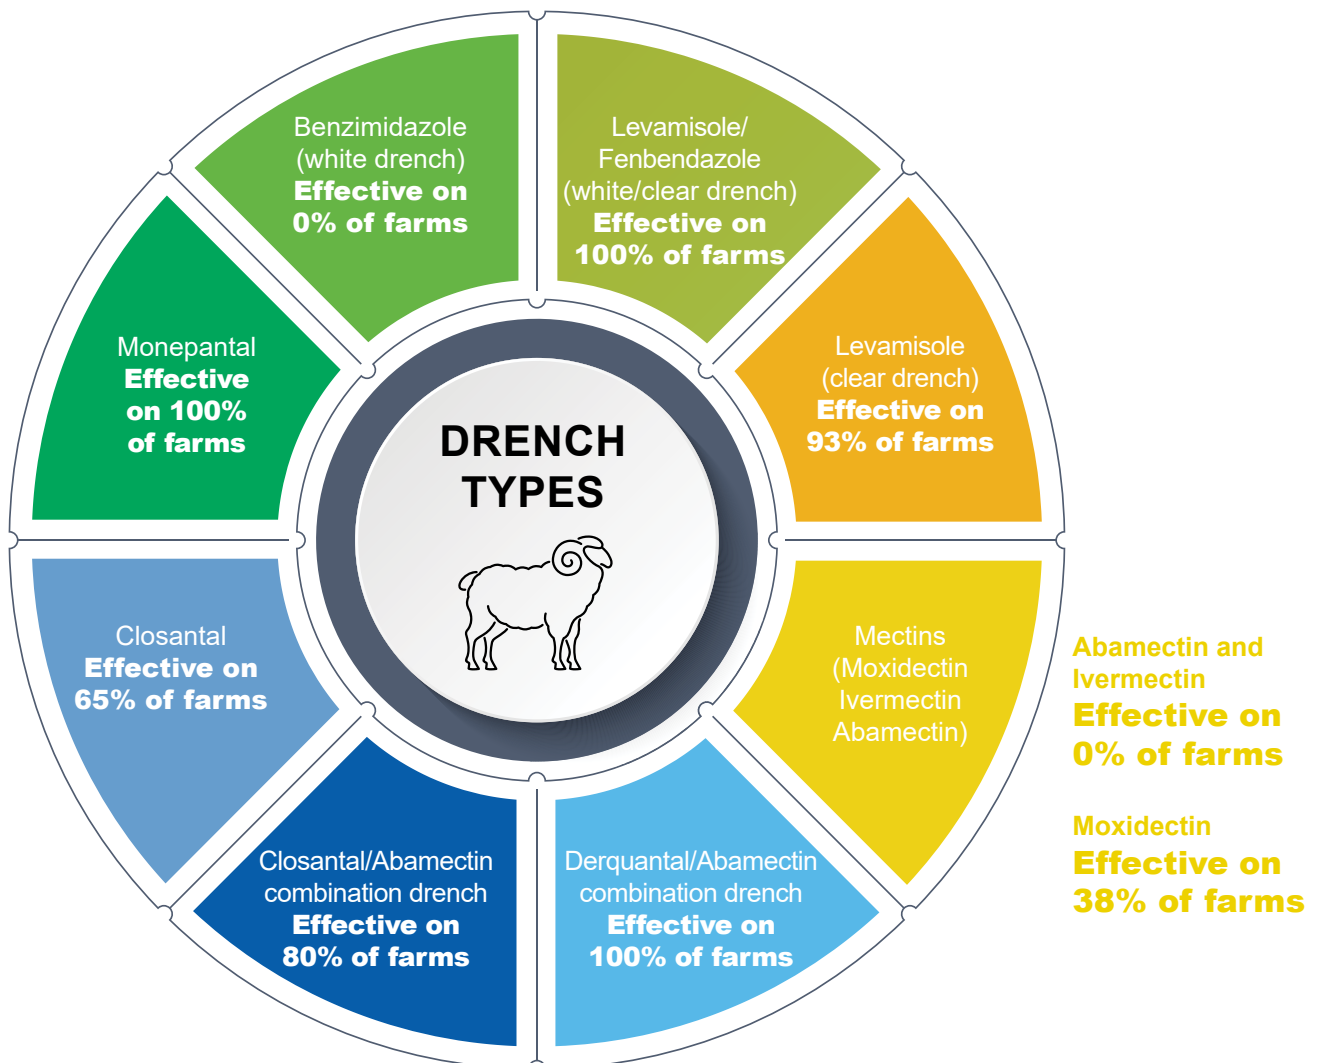 Benzimidazole
(white drench)
Effective on
0% of farms
Levamisole/
Fenbendazole
(white/clear drench)
Effective on
100% of farms
Monepantal
Effective
on 100%
of farms
Levamisole
(clear drench)
Effective on
93% of farms
DRENCH
TYPES
Closantal
Effective on
65% of farms
Mectins
(Moxidectin
Ivermectin
Abamectin)
Abamectin and
Ivermectin
Effective on
0% of farms
Moxidectin
Effective on
38% of farms
Closantal/Abamectin
combination drench
Effective on
80% of farms
Derquantal/Abamectin
combination drench
Effective on
100% of farms